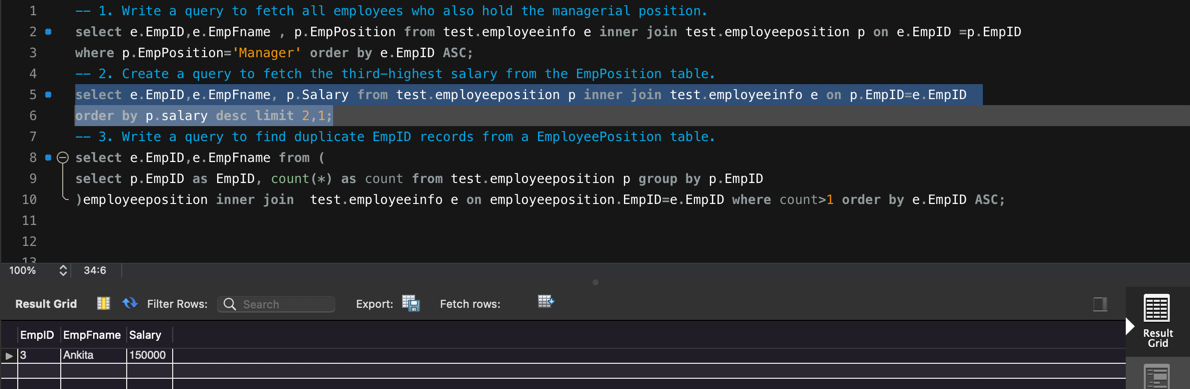 1 -- 1. Write a query to fetch all employees who also hold the managerial position.
2 select e.EmpID,e.EmpFname , p.EmpPosition from test.employeeinfo e inner join test.employeeposition p on e.EmpID =p.EmpID
3 where p.EmpPosition='Manager' order by e.EmpID ASC;
4 -- 2. Create a query to fetch the third-highest salary from the EmpPosition table.
5 select e.EmpID,e.EmpFname, p.Salary from test.employeeposition p inner join test.employeeinfo e on p.EmpID=e.EmpID
6 order by p.salary desc limit 2,1;
7 -- 3. Write a query to find duplicate EmpID records from a EmployeePosition table.
8 select e.EmpID,e.EmpFname from (
9 select p.EmpID as EmpID, count(*) as count from test.employeeposition p group by p.EmpID
10 )employeeposition inner join  test.employeeinfo e on employeeposition.EmpID=e.EmpID where count>1 order by e.EmpID ASC;
11
12
13
100% 34:6
Result Grid Filter Rows: Search Export: Fetch rows:
EmpID EmpFname Salary
3 Ankita 150000
Result
Grid